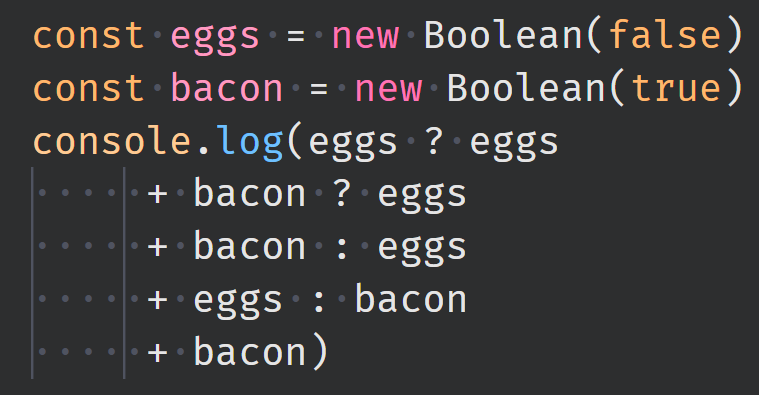 const eggs = new Boolean(false)
const bacon = new Boolean(true)
console.log(eggs ? eggs
     + bacon ? eggs
     + bacon : eggs
     + eggs : bacon
     + bacon)